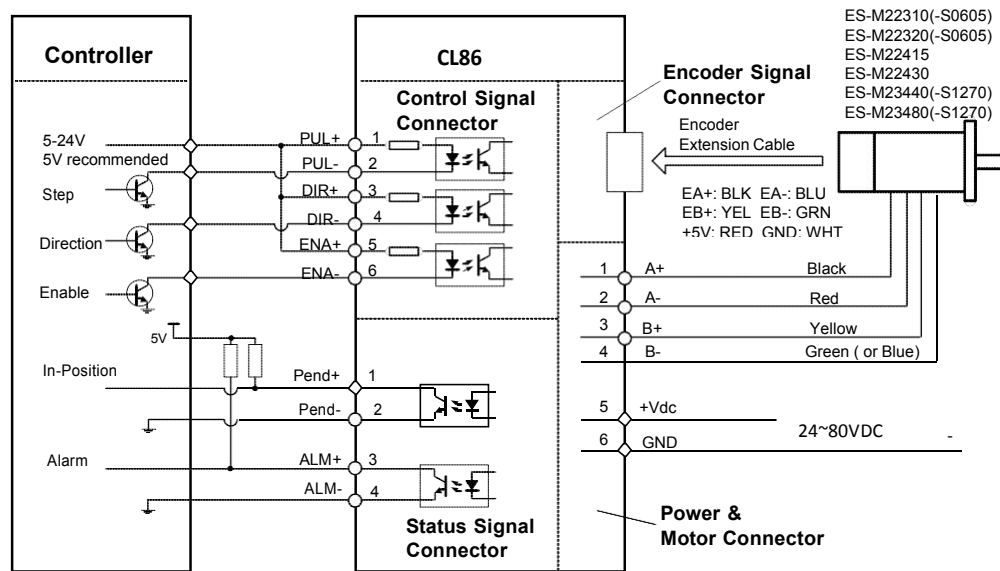 Controller
5-24V
5V recommended
Step
Direction
Enable
5V
In-Position
Alarm
CL86
Control Signal
Connector
PUL+ 1
PUL- 2
DIR+ 3
DIR- 4
ENA+ 5
ENA- 6
Pend+ 1
Pend- 2
ALM+ 3
ALM- 4
Status Signal
Connector
Encoder Signal
Connector
Encoder
Extension Cable
EA+: BLK EA-: BLU
EB+: YEL EB-: GRN
+5V: RED GND: WHT
ES-M22310(-S0605)
ES-M22320(-S0605)
ES-M22415
ES-M22430
ES-M23440(-S1270)
ES-M23480(-S1270)
1 A+ Black
2 A- Red
3 B+ Yellow
4 B- Green ( or Blue)
5 +Vdc
24~80VDC -
6 GND
Power &
Motor Connector